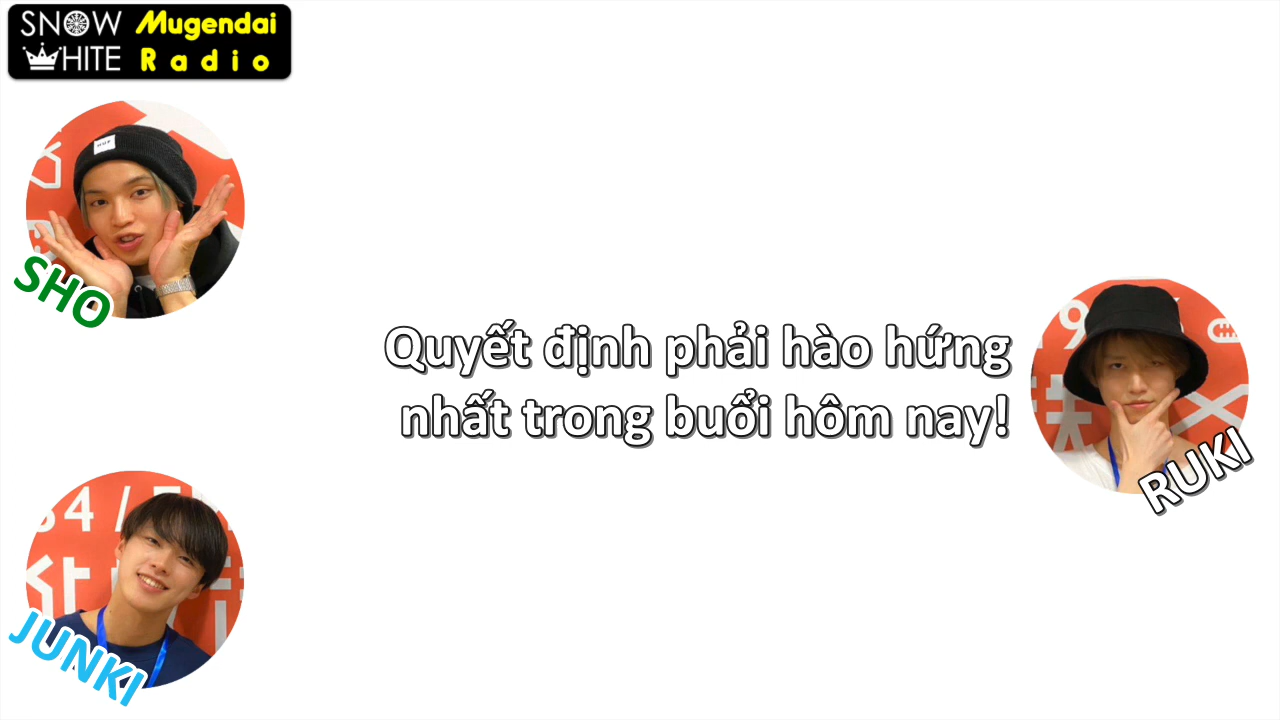 SNOW WHITE
Mugendai Radio
SHO
Quyết định phải hào hứng
nhất trong buổi hôm nay!
RUKI
JUNKI